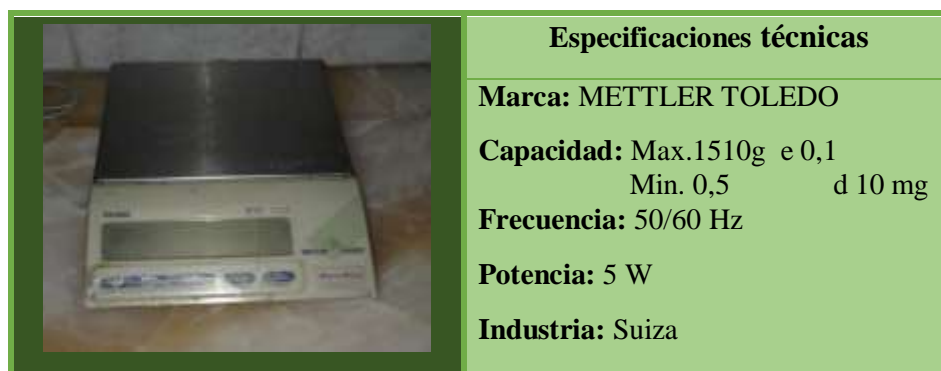 Especificaciones técnicas
Marca: METTLER TOLEDO
Capacidad: Max.1510g e 0,1
Min. 0,5 d 10 mg
Frecuencia: 50/60 Hz
Potencia: 5 W
Industria: Suiza